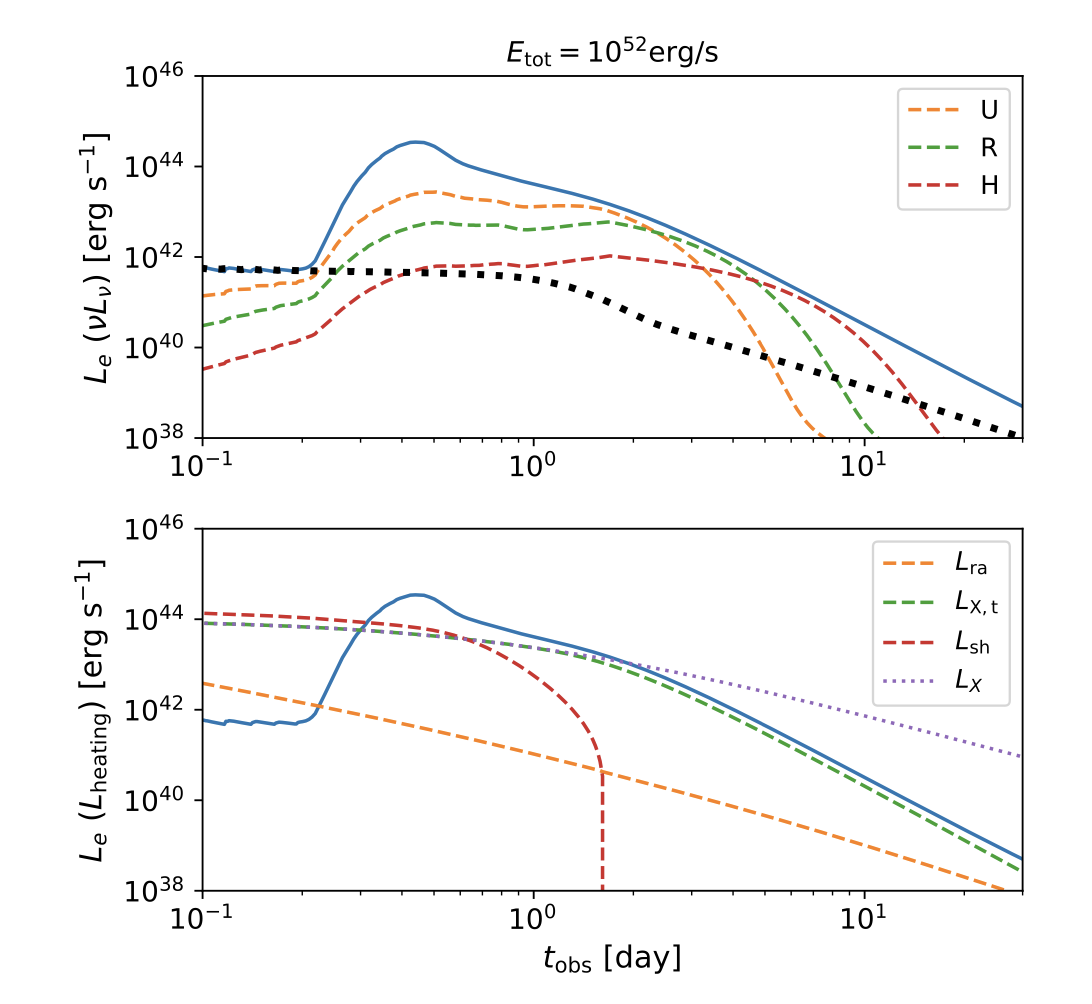 E_tot = 10^52 erg/s
L_e (νL_ν) [erg s^−1]
10^46
10^44
10^42
10^40
10^38
U
R
H
10^−1
10^0
10^1
L_e (L_heating) [erg s^−1]
10^46
10^44
10^42
10^40
10^38
L_ra
L_X, t
L_sh
L_X
10^−1
10^0
10^1
t_obs [day]